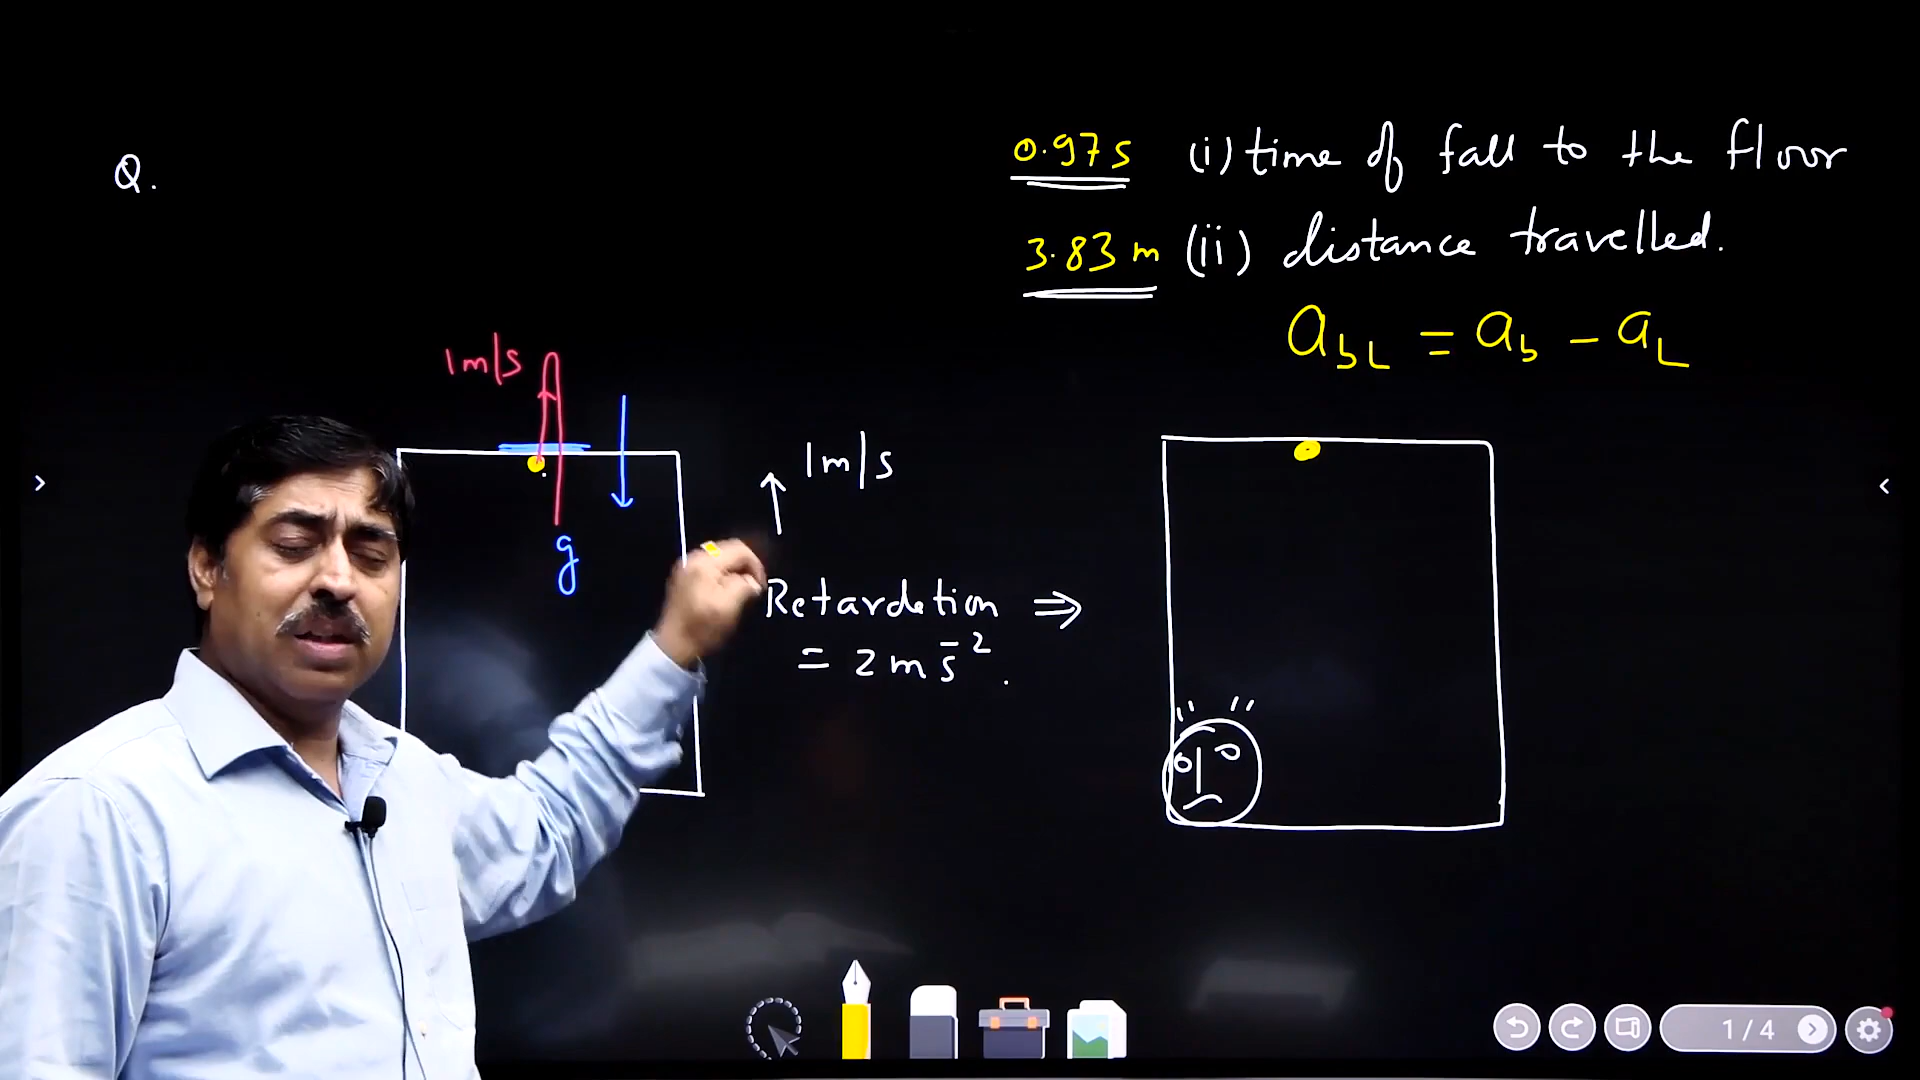 Q.
0.97 s (i) time of fall to the floor
3.83 m (ii) distance travelled.
a_bL = a_b - a_L
1m/s
1m/s
g
Retardetion ⇒
= 2 m s^-2.
1 / 4